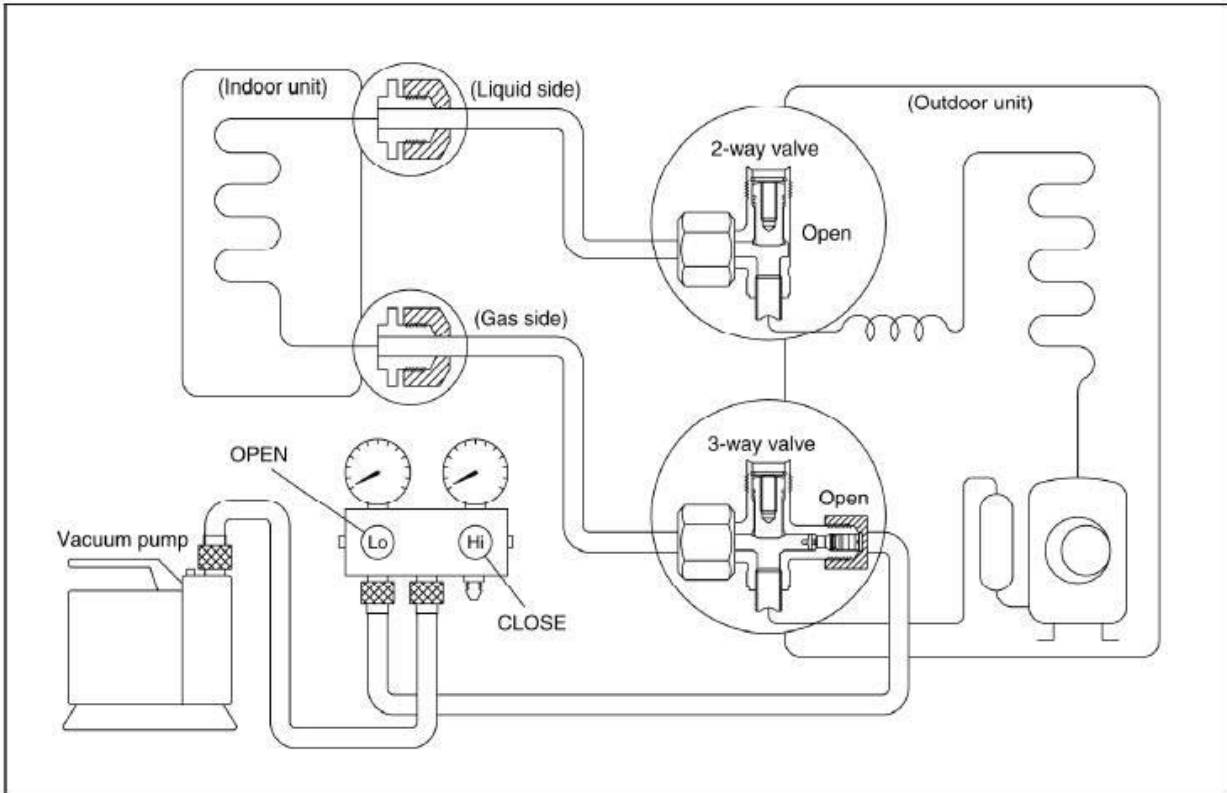 (Indoor unit)
(Liquid side)
(Outdoor unit)
2-way valve
Open
(Gas side)
3-way valve
Open
OPEN
Lo
Hi
CLOSE
Vacuum pump